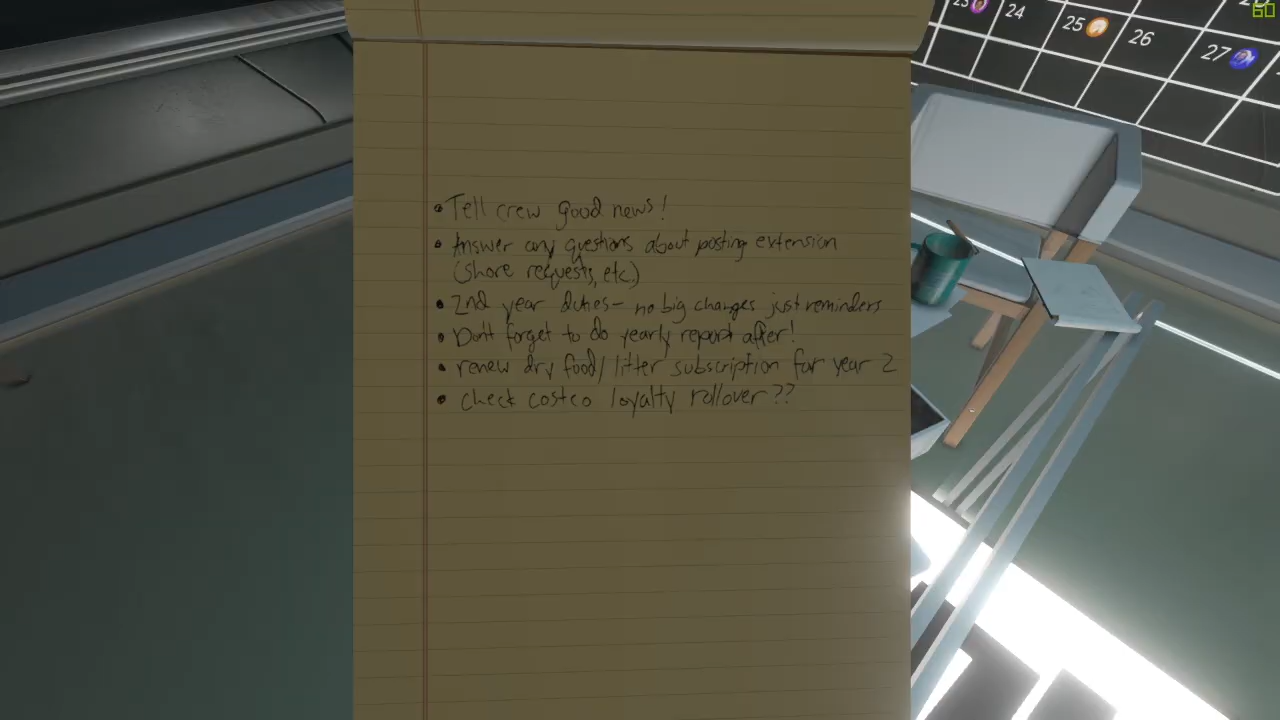 23 24 25 26 27
60
• Tell crew good news!
• Answer any questions about posting extension
(shore requests, etc)
• 2nd year duties - no big changes just reminders
• Don't forget to do yearly report after!
• renew dry food/litter subscription for year 2
• check costco loyalty rollover??